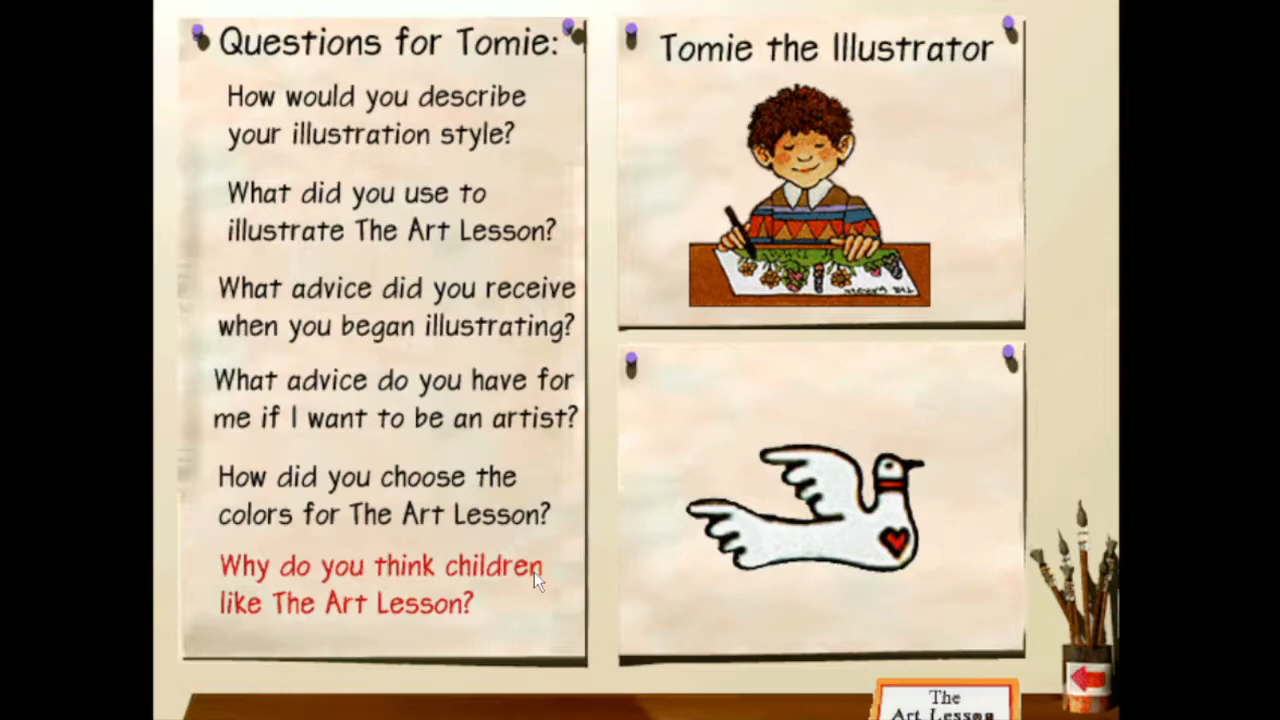 Questions for Tomie:
How would you describe
your illustration style?
What did you use to
illustrate The Art Lesson?
What advice did you receive
when you began illustrating?
What advice do you have for
me if I want to be an artist?
How did you choose the
colors for The Art Lesson?
Why do you think children
like The Art Lesson?
Tomie the Illustrator
The
Art Lesson